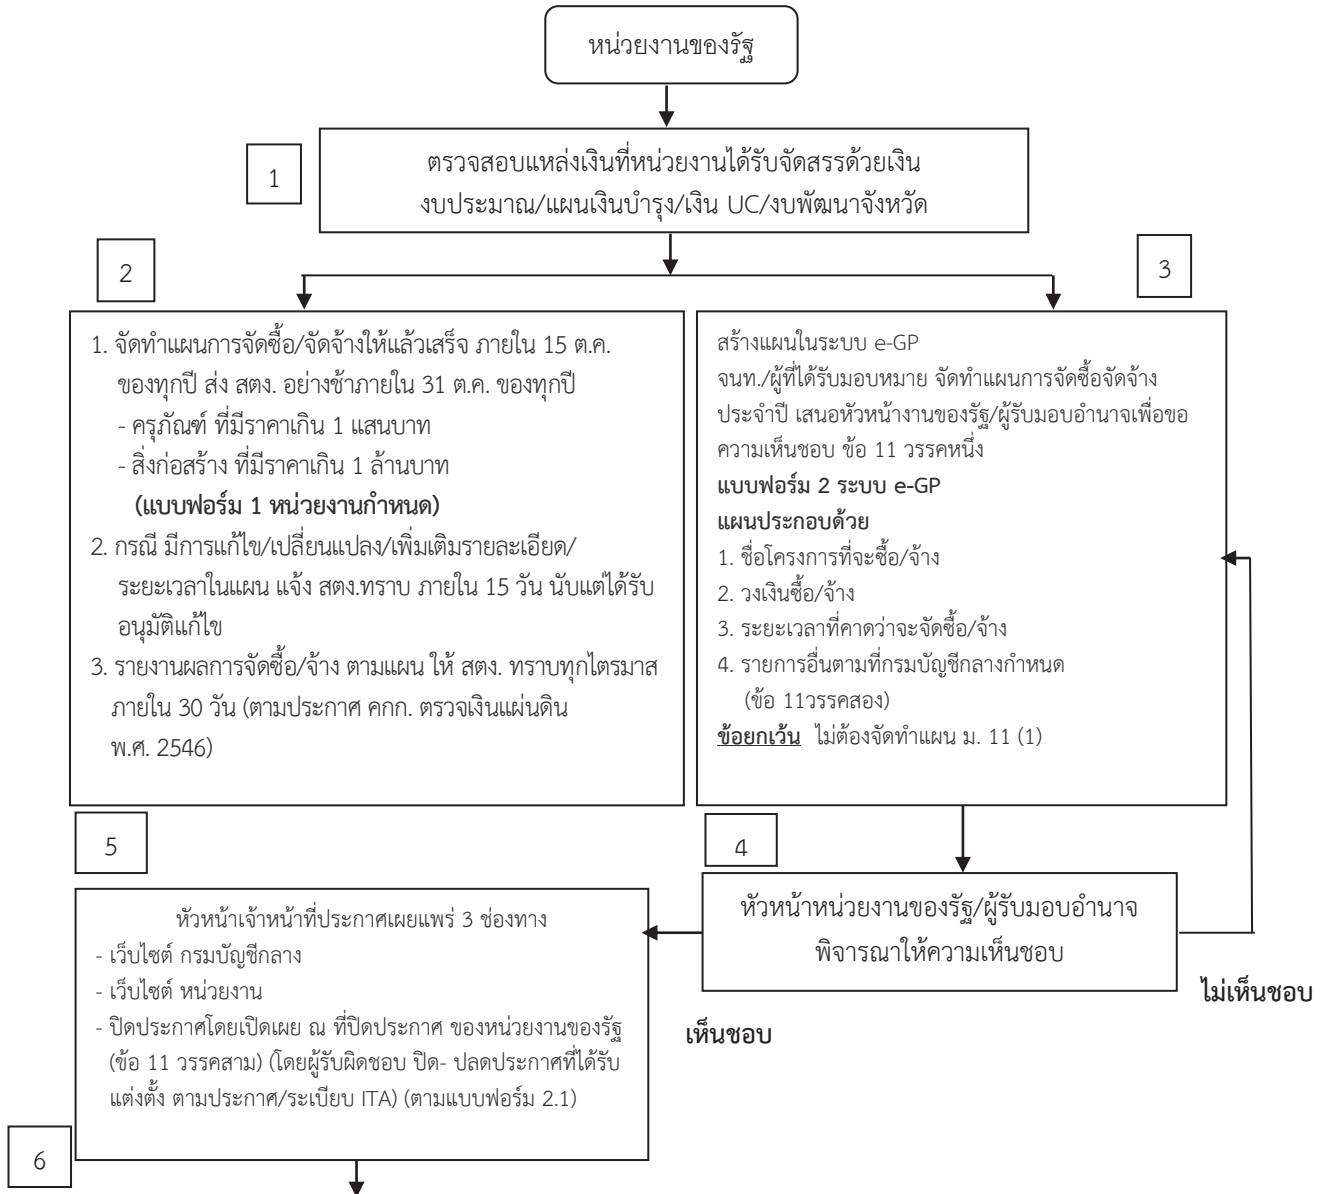 หน่วยงานของรัฐ
1
ตรวจสอบแหล่งเงินที่หน่วยงานได้รับจัดสรรด้วยเงิน
งบประมาณ/แผนเงินบำรุง/เงิน UC/งบพัฒนาจังหวัด
2
1. จัดทำแผนการจัดซื้อ/จัดจ้างให้แล้วเสร็จ ภายใน 15 ต.ค.
ของทุกปี ส่ง สตง. อย่างช้าภายใน 31 ต.ค. ของทุกปี
- ครุภัณฑ์ ที่มีราคาเกิน 1 แสนบาท
- สิ่งก่อสร้าง ที่มีราคาเกิน 1 ล้านบาท
(แบบฟอร์ม 1 หน่วยงานกำหนด)
2. กรณี มีการแก้ไข/เปลี่ยนแปลง/เพิ่มเติมรายละเอียด/
ระยะเวลาในแผน แจ้ง สตง.ทราบ ภายใน 15 วัน นับแต่ได้รับ
อนุมัติแก้ไข
3. รายงานผลการจัดซื้อ/จ้าง ตามแผน ให้ สตง. ทราบทุกไตรมาส
ภายใน 30 วัน (ตามประกาศ คกก. ตรวจเงินแผ่นดิน
พ.ศ. 2546)
3
สร้างแผนในระบบ e-GP
จนท./ผู้ที่ได้รับมอบหมาย จัดทำแผนการจัดซื้อจัดจ้าง
ประจำปี เสนอหัวหน้างานของรัฐ/ผู้รับมอบอำนาจเพื่อขอ
ความเห็นชอบ ข้อ 11 วรรคหนึ่ง
แบบฟอร์ม 2 ระบบ e-GP
แผนประกอบด้วย
1. ชื่อโครงการที่จะซื้อ/จ้าง
2. วงเงินซื้อ/จ้าง
3. ระยะเวลาที่คาดว่าจะจัดซื้อ/จ้าง
4. รายการอื่นตามที่กรมบัญชีกลางกำหนด
(ข้อ 11วรรคสอง)
ข้อยกเว้น ไม่ต้องจัดทำแผน ม. 11 (1)
4
หัวหน้าหน่วยงานของรัฐ/ผู้รับมอบอำนาจ
พิจารณาให้ความเห็นชอบ
ไม่เห็นชอบ
เห็นชอบ
5
หัวหน้าเจ้าหน้าที่ประกาศเผยแพร่ 3 ช่องทาง
- เว็บไซต์ กรมบัญชีกลาง
- เว็บไซต์ หน่วยงาน
- ปิดประกาศโดยเปิดเผย ณ ที่ปิดประกาศ ของหน่วยงานของรัฐ
(ข้อ 11 วรรคสาม) (โดยผู้รับผิดชอบ ปิด- ปลดประกาศที่ได้รับ
แต่งตั้ง ตามประกาศ/ระเบียบ ITA) (ตามแบบฟอร์ม 2.1)
6